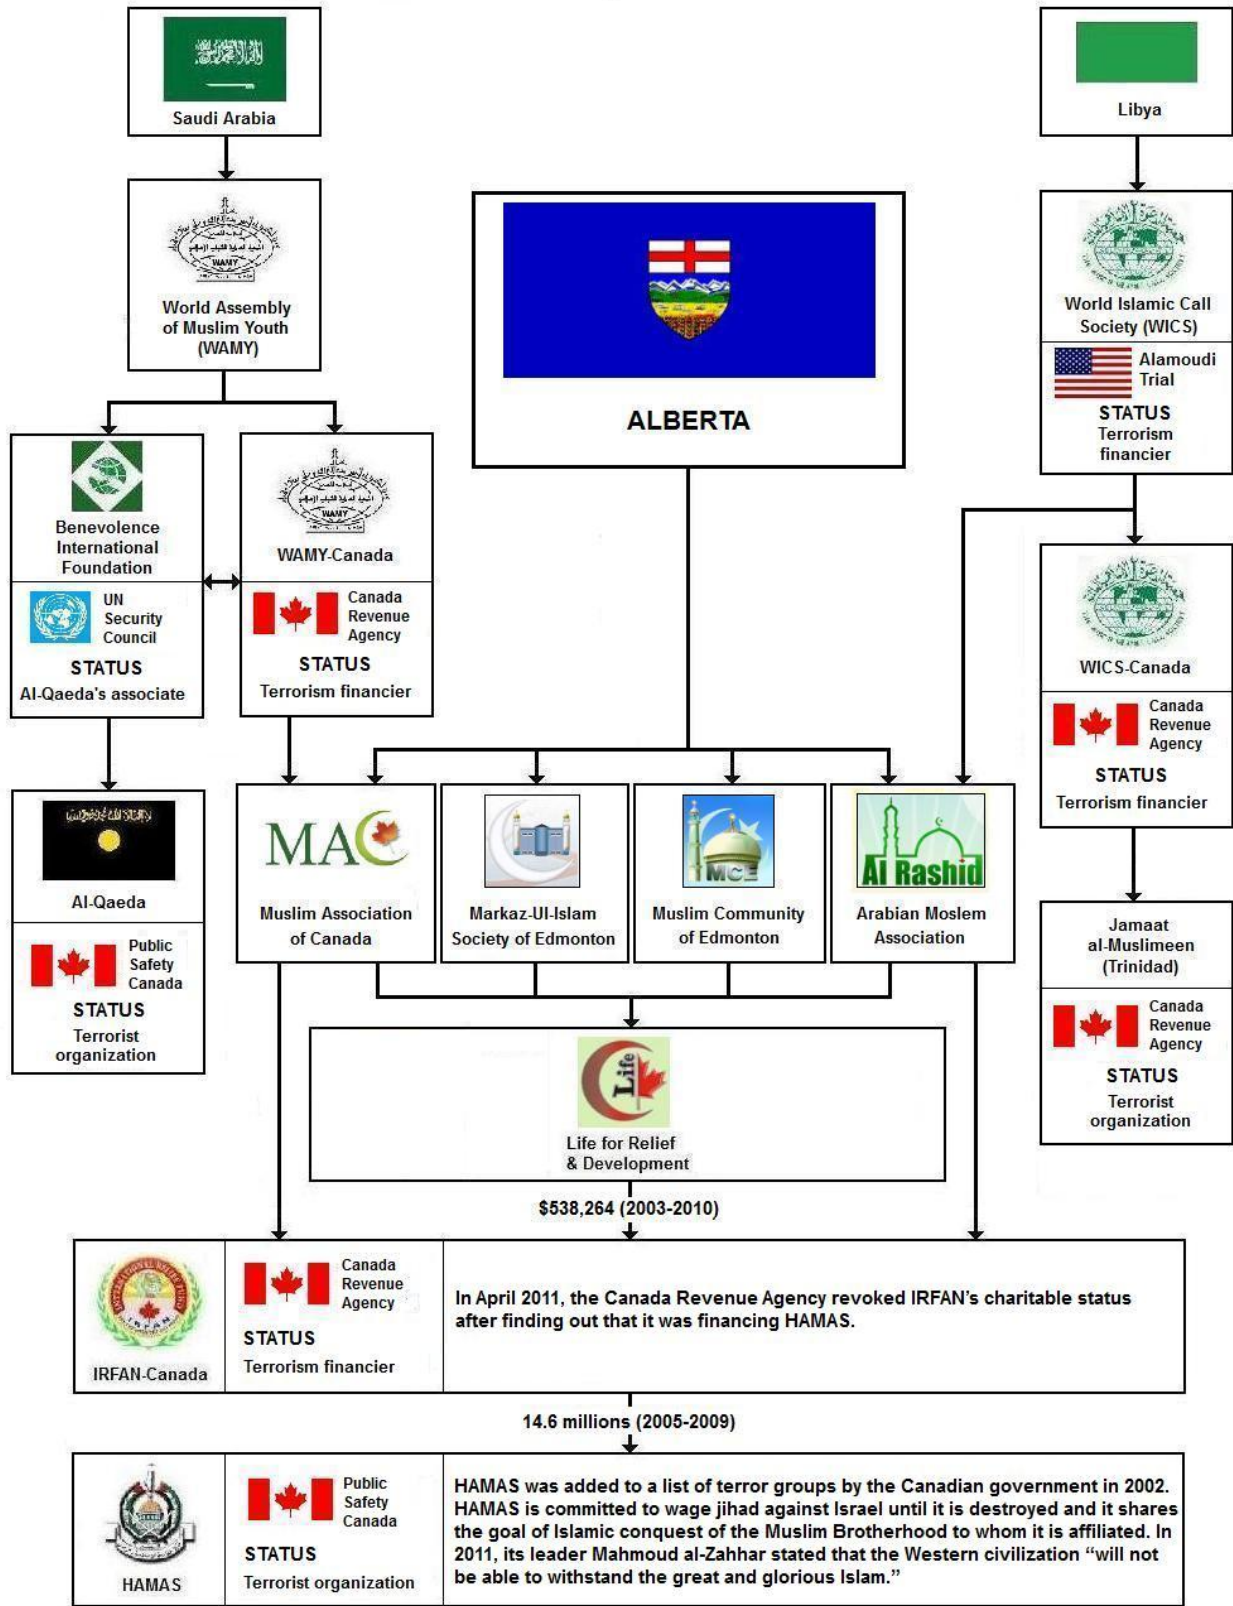 Saudi Arabia
Libya
WAMY
World Assembly
of Muslim Youth
(WAMY)
ALBERTA
World Islamic Call
Society (WICS)
Alamoudi
Trial
STATUS
Terrorism
financier
Benevolence
International
Foundation
UN
Security
Council
STATUS
Al-Qaeda's associate
WAMY
WAMY-Canada
Canada
Revenue
Agency
STATUS
Terrorism financier
WICS-Canada
Canada
Revenue
Agency
STATUS
Terrorism financier
Al-Qaeda
Public
Safety
Canada
STATUS
Terrorist
organization
MAC
Muslim Association
of Canada
Markaz-Ul-Islam
Society of Edmonton
MCE
Muslim Community
of Edmonton
Al Rashid
Arabian Moslem
Association
Jamaat
al-Muslimeen
(Trinidad)
Canada
Revenue
Agency
STATUS
Terrorist
organization
Life
Life for Relief
& Development
$538,264 (2003-2010)
INTERNATIONAL RELIEF FUND
IRFAN
IRFAN-Canada
Canada
Revenue
Agency
STATUS
Terrorism financier
In April 2011, the Canada Revenue Agency revoked IRFAN’s charitable status
after finding out that it was financing HAMAS.
14.6 millions (2005-2009)
HAMAS
Public
Safety
Canada
STATUS
Terrorist organization
HAMAS was added to a list of terror groups by the Canadian government in 2002.
HAMAS is committed to wage jihad against Israel until it is destroyed and it shares
the goal of Islamic conquest of the Muslim Brotherhood to whom it is affiliated. In
2011, its leader Mahmoud al-Zahhar stated that the Western civilization “will not
be able to withstand the great and glorious Islam.”